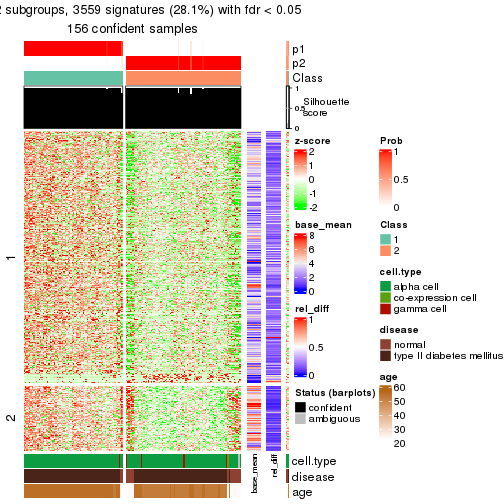 2 subgroups, 3559 signatures (28.1%) with fdr < 0.05
156 confident samples
p1
p2
Class
1
0.5
0
Silhouette
score
1
2
z-score
2
1
0
-1
-2
base_mean
8
6
4
2
0
rel_diff
1
0.5
0
Status (barplots)
confident
ambiguous
Prob
1
0.5
0
Class
1
2
cell.type
alpha cell
co-expression cell
gamma cell
disease
normal
type II diabetes mellitus
age
60
50
40
30
20
base_mean
rel_diff
cell.type
disease
age